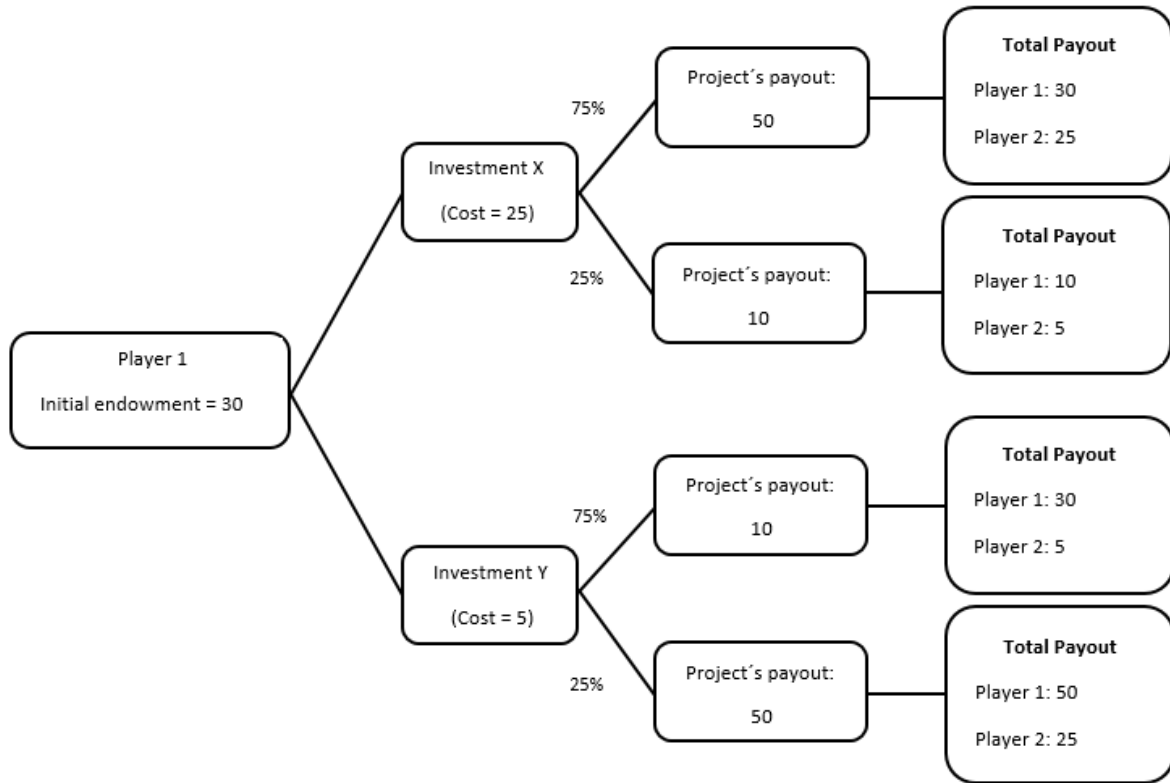 Player 1
Initial endowment = 30
Investment X
(Cost = 25)
75%
25%
Project´s payout:
50
Total Payout
Player 1: 30
Player 2: 25
Project´s payout:
10
Total Payout
Player 1: 10
Player 2: 5
Investment Y
(Cost = 5)
75%
25%
Project´s payout:
10
Total Payout
Player 1: 30
Player 2: 5
Project´s payout:
50
Total Payout
Player 1: 50
Player 2: 25